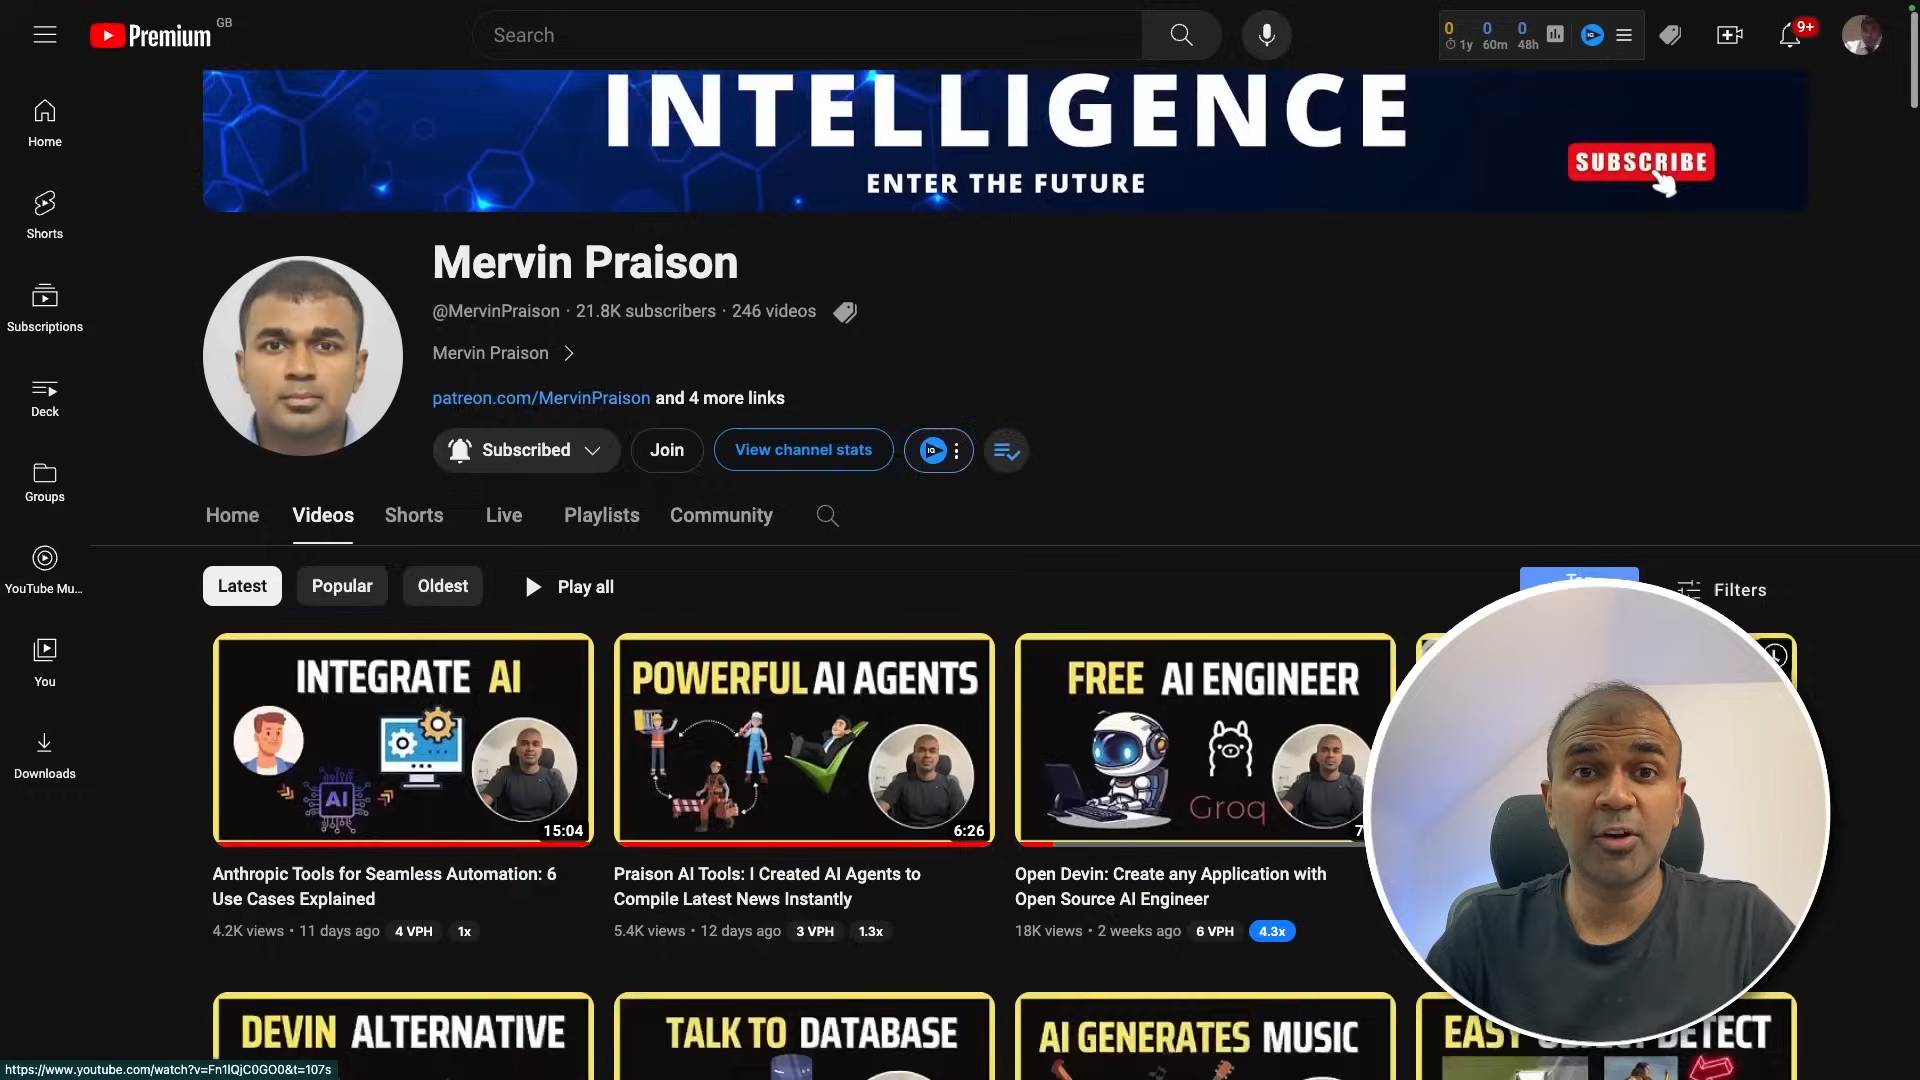 Premium GB
Search
0 0 0
1y 60m 48h
9+
Home
Shorts
Subscriptions
Deck
Groups
YouTube Mu...
You
Downloads
INTELLIGENCE
ENTER THE FUTURE
SUBSCRIBE
Mervin Praison
@MervinPraison · 21.8K subscribers · 246 videos
Mervin Praison
patreon.com/MervinPraison and 4 more links
Subscribed
Join
View channel stats
IQ
Home Videos Shorts Live Playlists Community
Latest Popular Oldest Play all
Filters
INTEGRATE AI
AI
15:04
Anthropic Tools for Seamless Automation: 6
Use Cases Explained
4.2K views • 11 days ago 4 VPH 1x
POWERFUL AI AGENTS
6:26
Praison AI Tools: I Created AI Agents to
Compile Latest News Instantly
5.4K views • 12 days ago 3 VPH 1.3x
FREE AI ENGINEER
Groq
7
Open Devin: Create any Application with
Open Source AI Engineer
18K views • 2 weeks ago 6 VPH 4.3x
DEVIN ALTERNATIVE
TALK TO DATABASE
AI GENERATES MUSIC
EASY
https://www.youtube.com/watch?v=Fn1lQjC0GO0&t=107s